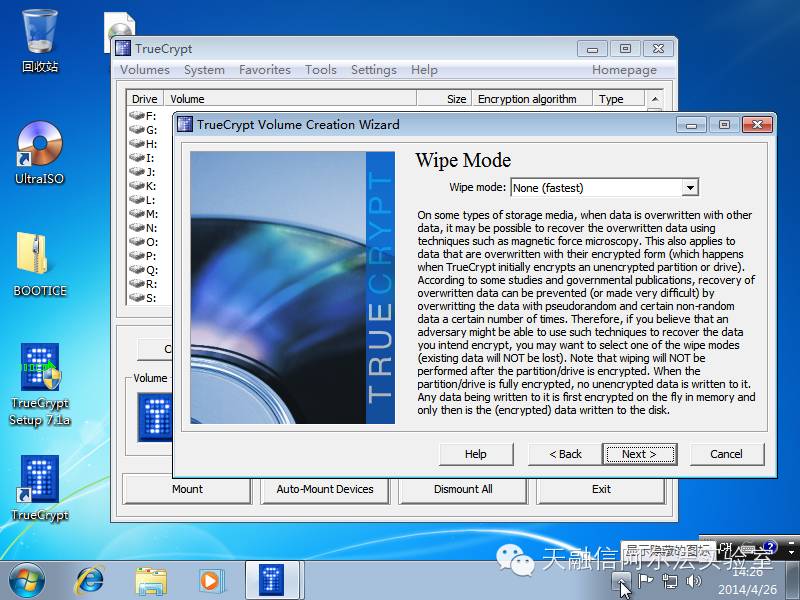 回收站
UltraISO
BOOTICE
TrueCrypt
Setup 7.1a
TrueCrypt
TrueCrypt
Volumes System Favorites Tools Settings Help Homepage
Drive Volume Size Encryption algorithm Type
F:
G:
H:
I:
J:
K:
L:
M:
N:
O:
P:
Q:
R:
S:
Volume
Mount Auto-Mount Devices Dismount All Exit
TrueCrypt Volume Creation Wizard
TRUECRYPT
Wipe Mode
Wipe mode: None (fastest)
On some types of storage media, when data is overwritten with other
data, it may be possible to recover the overwritten data using
techniques such as magnetic force microscopy. This also applies to
data that are overwritten with their encrypted form (which happens
when TrueCrypt initially encrypts an unencrypted partition or drive).
According to some studies and governmental publications, recovery of
overwritten data can be prevented (or made very difficult) by
overwritting the data with pseudorandom and certain non-random
data a certain number of times. Therefore, if you believe that an
adversary might be able to use such techniques to recover the data
you intend encrypt, you may want to select one of the wipe modes
(existing data will NOT be lost). Note that wiping will NOT be
performed after the partition/drive is encrypted. When the
partition/drive is fully encrypted, no unencrypted data is written to it.
Any data being written to it is first encrypted on the fly in memory and
only then is the (encrypted) data written to the disk.
Help < Back Next > Cancel
显示隐藏的图标
CH
天融信阿尔法实验室
14:26
2014/4/26